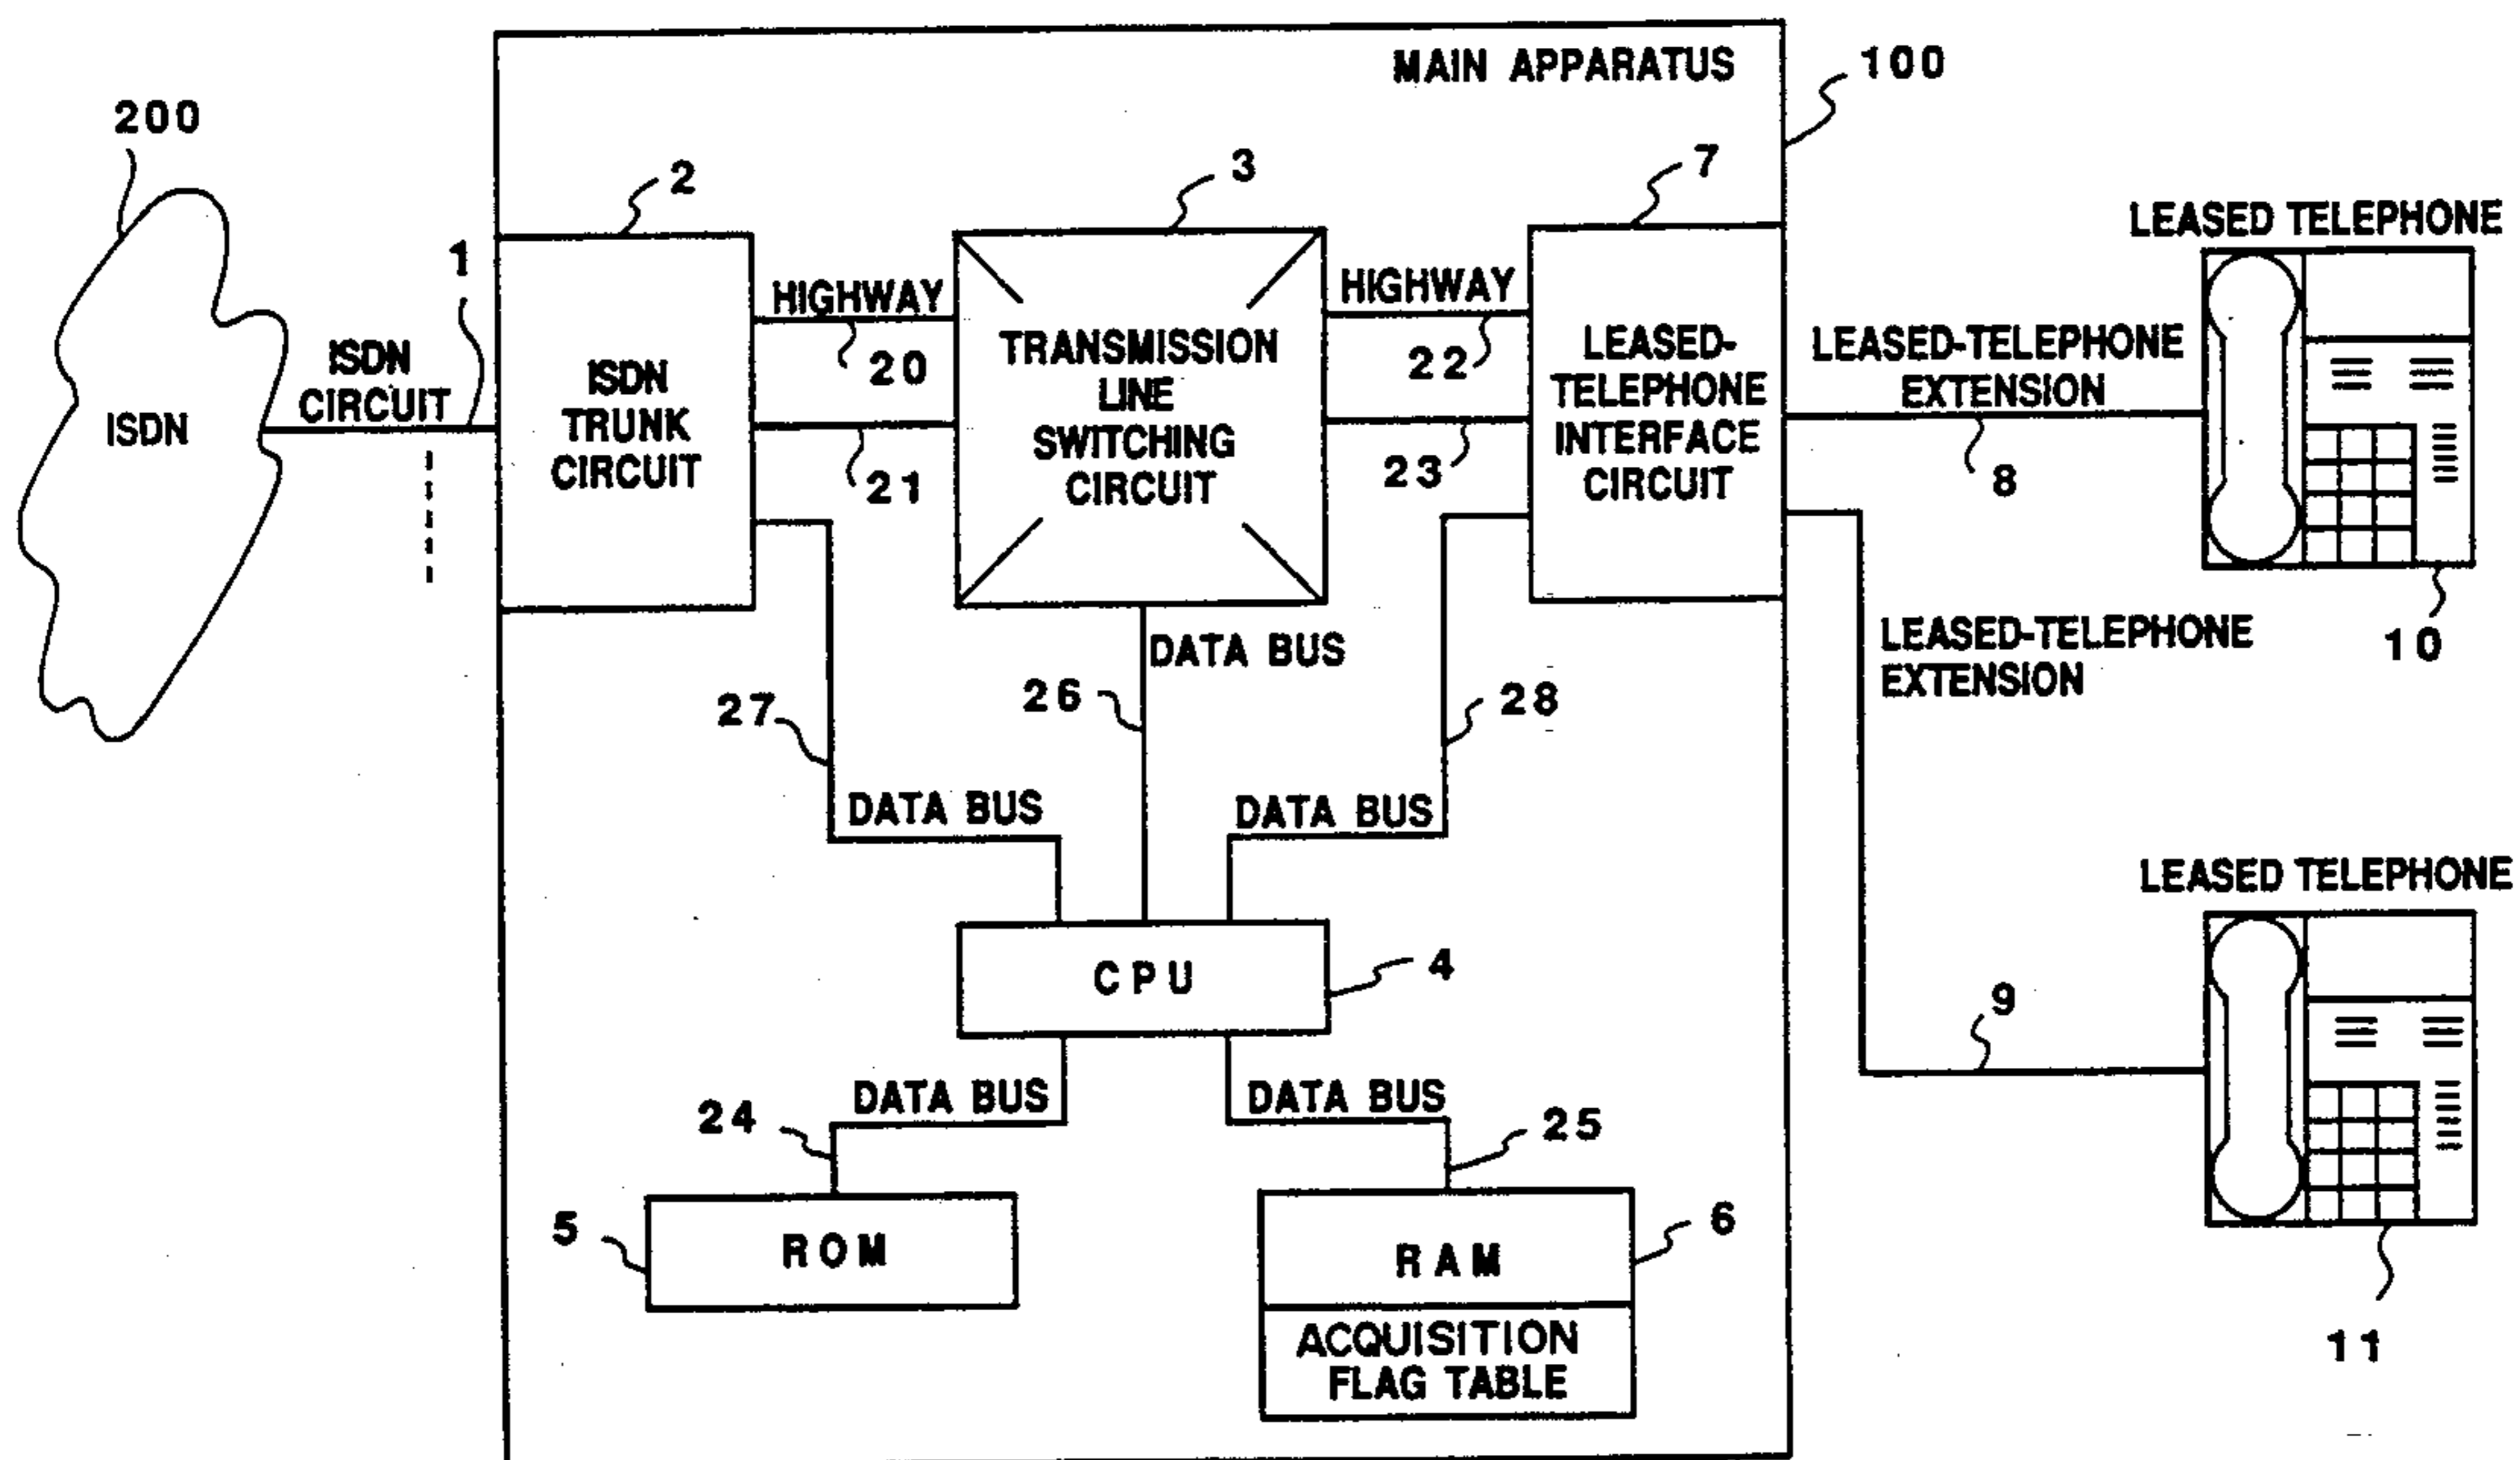 MAIN APPARATUS
100
200
2
3
7
1
LEASED TELEPHONE
HIGHWAY
HIGHWAY
20
22
ISDN
CIRCUIT
ISDN
ISDN
TRUNK
CIRCUIT
TRANSMISSION
LINE
SWITCHING
CIRCUIT
LEASED-
TELEPHONE
INTERFACE
CIRCUIT
LEASED-TELEPHONE
EXTENSION
21
23
8
10
DATA BUS
LEASED-TELEPHONE
EXTENSION
27
26
28
DATA BUS
DATA BUS
LEASED TELEPHONE
CPU
4
9
DATA BUS
DATA BUS
24
25
5
ROM
RAM
6
ACQUISITION
FLAG TABLE
11